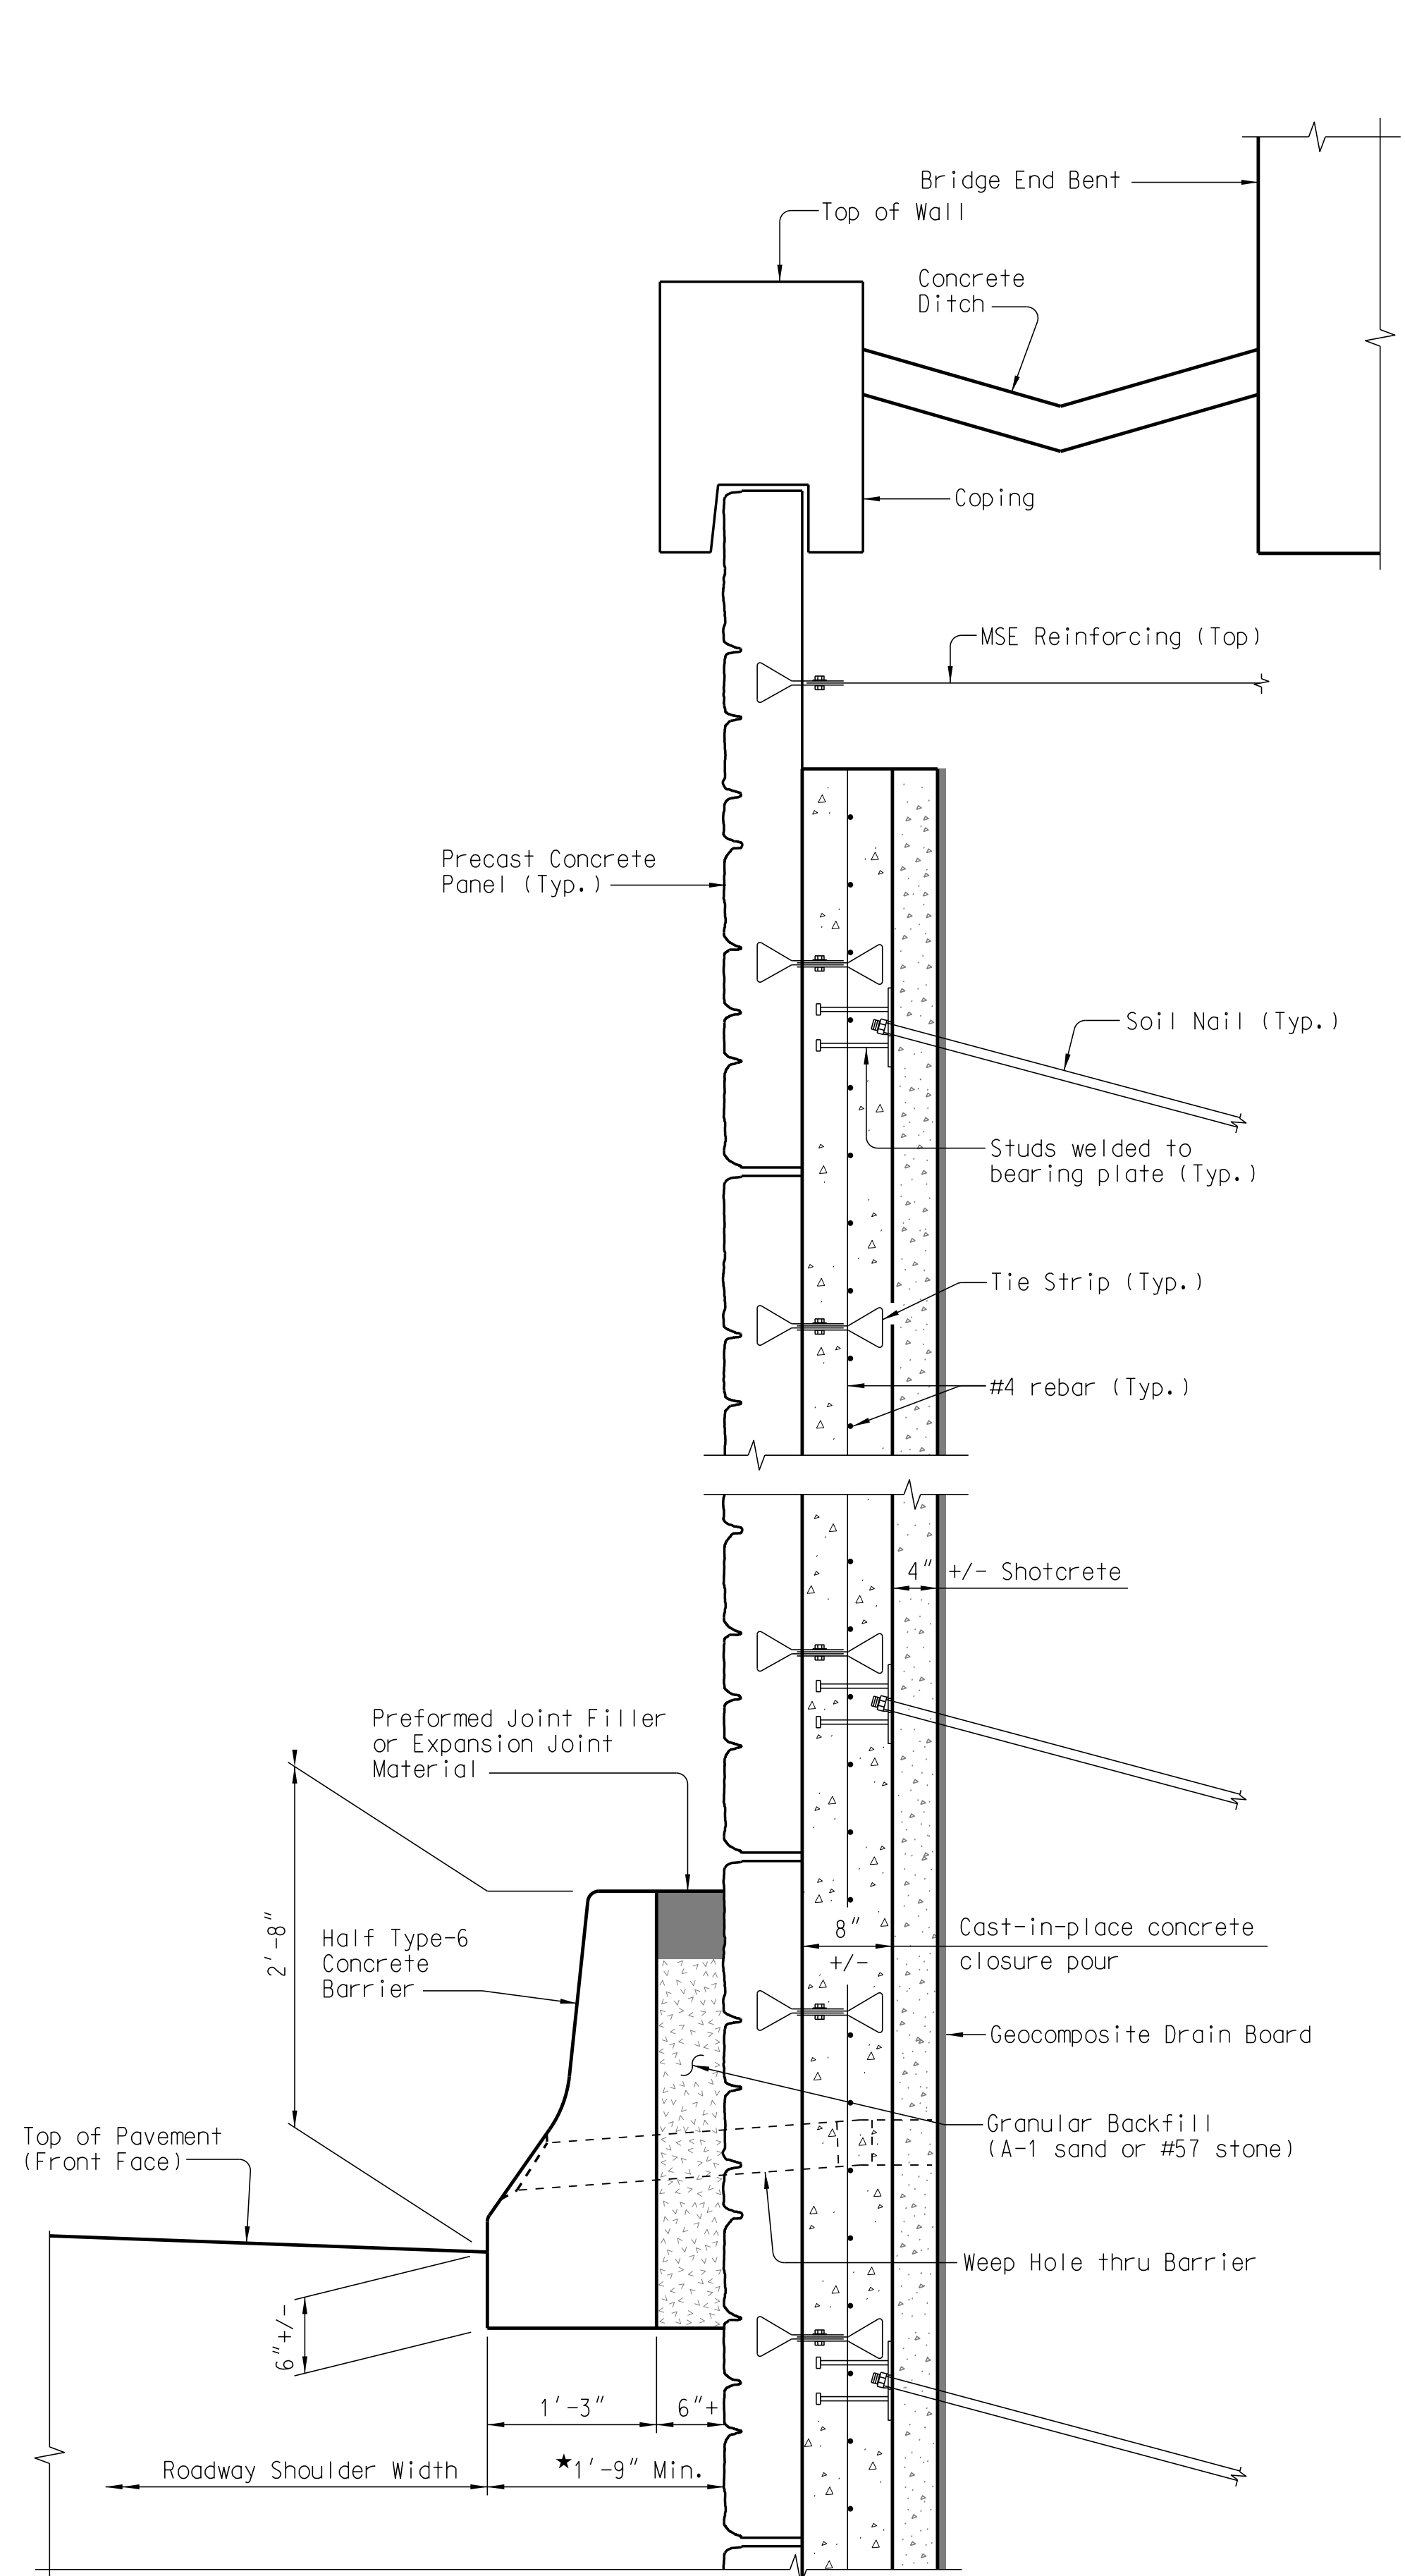 Bridge End Bent
Top of Wall
Concrete
Ditch
Coping
MSE Reinforcing (Top)
Precast Concrete
Panel (Typ.)
Soil Nail (Typ.)
Studs welded to
bearing plate (Typ.)
Tie Strip (Typ.)
#4 rebar (Typ.)
4" +/- Shotcrete
Preformed Joint Filler
or Expansion Joint
Material
2'-8"
Half Type-6
Concrete
Barrier
8"
+/-
Cast-in-place concrete
closure pour
Geocomposite Drain Board
Granular Backfill
(A-1 sand or #57 stone)
Top of Pavement
(Front Face)
Weep Hole thru Barrier
6"+/-
1'-3"
6"+
Roadway Shoulder Width
★1'-9" Min.